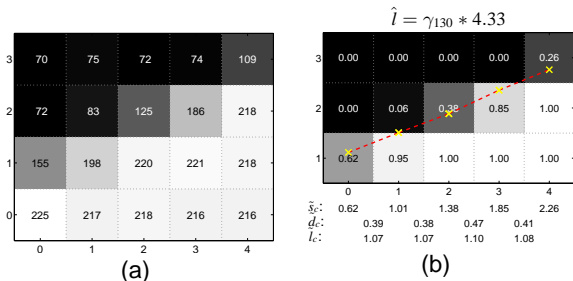 3 70 75 72 74 109
2 72 83 125 186 218
1 155 198 220 221 218
0 225 217 218 216 216
0 1 2 3 4
(a)
l̂ = γ₁₃₀ * 4.33
3 0.00 0.00 0.00 0.00 0.26
2 0.00 0.06 0.38 0.85 1.00
1 0.62 0.95 1.00 1.00 1.00
0 1 2 3 4
s̃c: 0.62 1.01 1.38 1.85 2.26
d̃c: 0.39 0.38 0.47 0.41
l̃c: 1.07 1.07 1.10 1.08
(b)